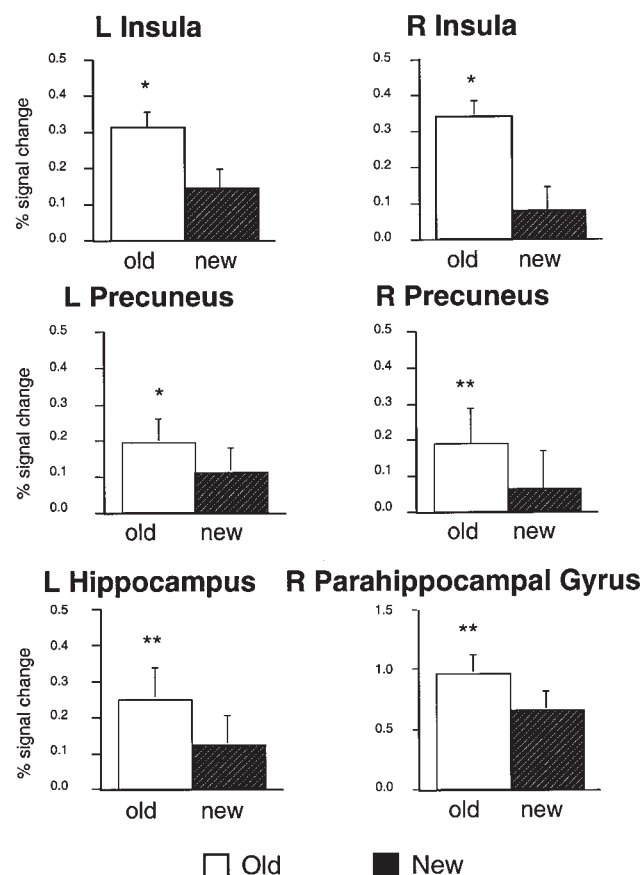 L Insula
R Insula
% signal change
0.5
0.4
0.3
0.2
0.1
0.0
*
old new
0.5
0.4
0.3
0.2
0.1
0.0
*
old new
L Precuneus
R Precuneus
% signal change
0.5
0.4
0.3
0.2
0.1
0.0
*
old new
0.5
0.4
0.3
0.2
0.1
0.0
**
old new
L Hippocampus
R Parahippocampal Gyrus
% signal change
0.5
0.4
0.3
0.2
0.1
0.0
**
old new
1.5
1.0
0.5
0.0
**
old new
Old
New